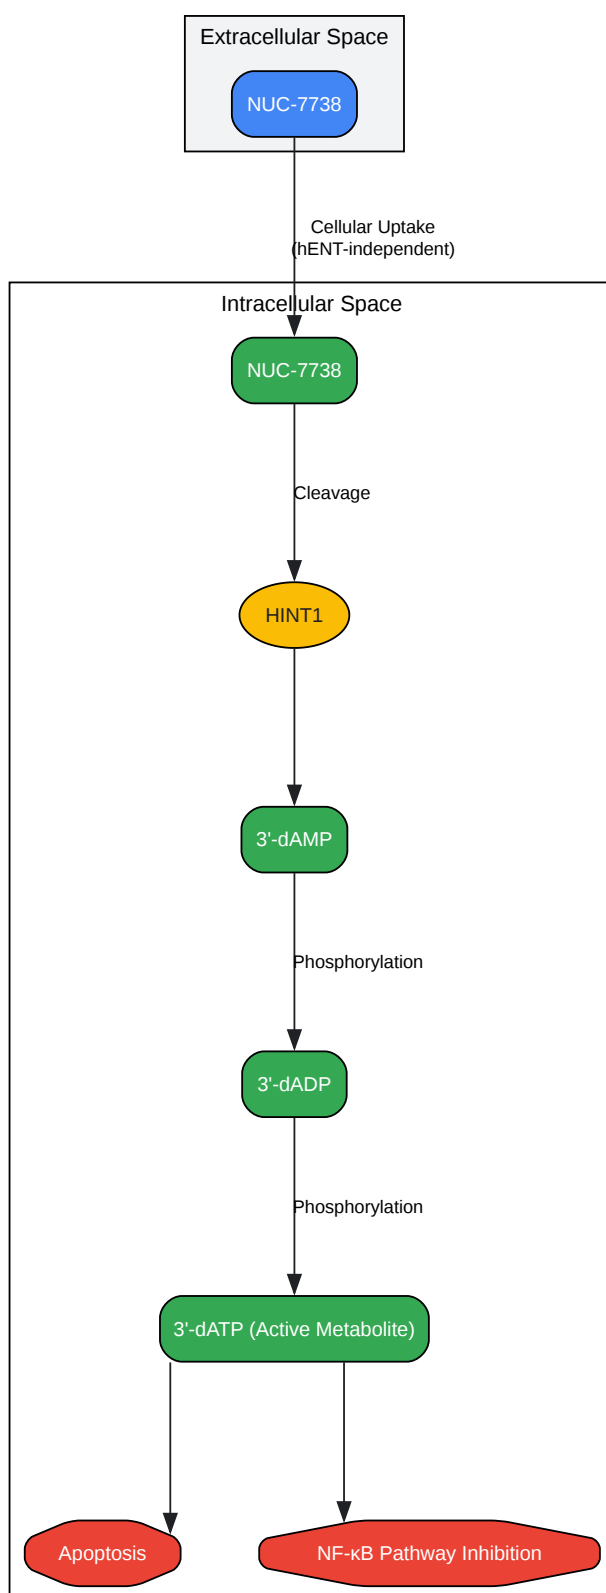 Extracellular Space
NUC-7738
Cellular Uptake
(hENT-independent)
Intracellular Space
NUC-7738
Cleavage
HINT1
3'-dAMP
Phosphorylation
3'-dADP
Phosphorylation
3'-dATP (Active Metabolite)
Apoptosis
NF-κB Pathway Inhibition